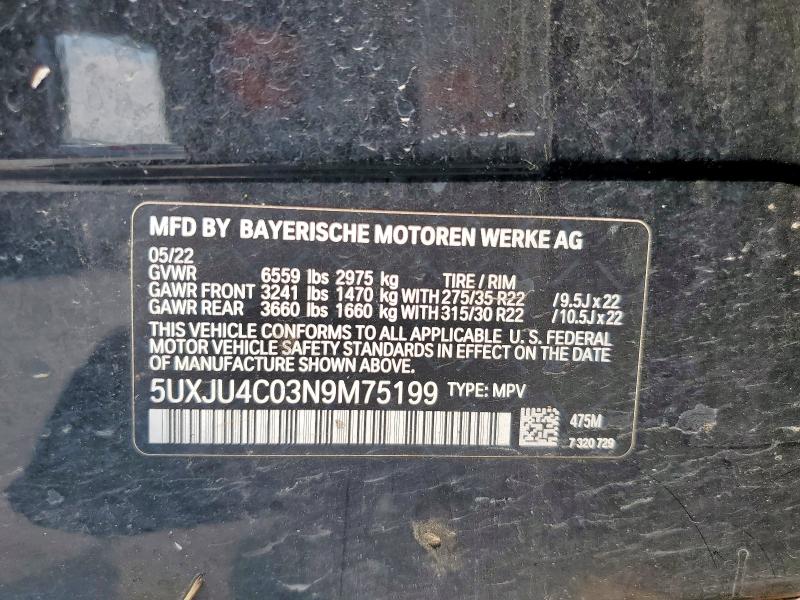 MFD BY BAYERISCHE MOTOREN WERKE AG
05/22
GVWR 6559 lbs 2975 kg TIRE / RIM
GAWR FRONT 3241 lbs 1470 kg WITH 275/35 R22 / 9.5J x 22
GAWR REAR 3660 lbs 1660 kg WITH 315/30 R22 / 10.5J x 22
THIS VEHICLE CONFORMS TO ALL APPLICABLE U. S. FEDERAL
MOTOR VEHICLE SAFETY STANDARDS IN EFFECT ON THE DATE
OF MANUFACTURE SHOWN ABOVE.
5UXJU4C03N9M75199 TYPE: MPV
475M
7 320 729